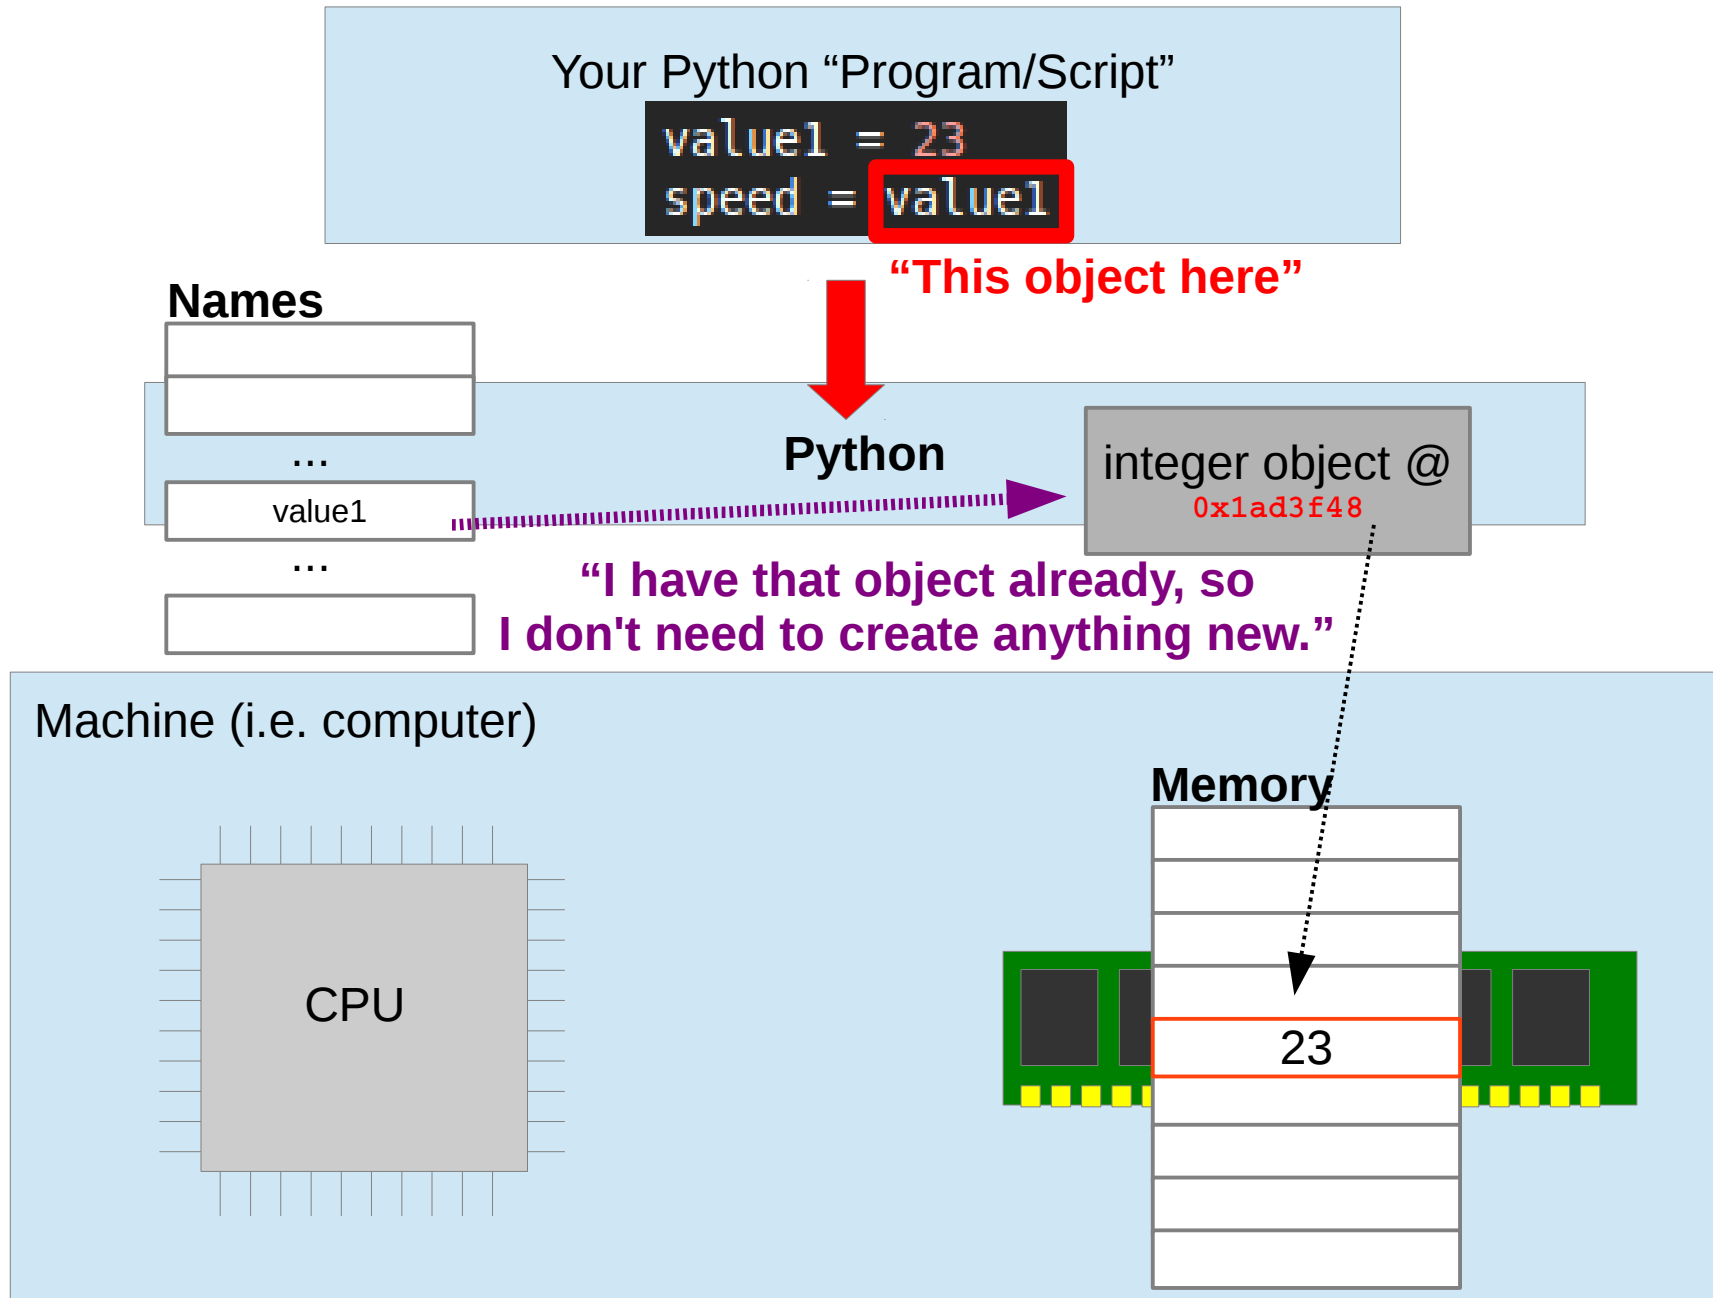 Your Python “Program/Script”
value1 = 23
speed = value1
“This object here”
Names
...
value1
...
Python
integer object @
0x1ad3f48
“I have that object already, so
I don't need to create anything new.”
Machine (i.e. computer)
CPU
Memory
23